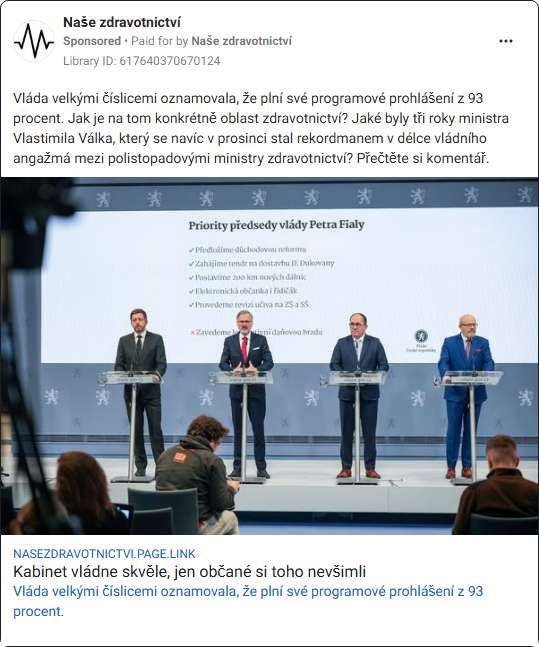 Naše zdravotnictví
Sponsored • Paid for by Naše zdravotnictví
Library ID: 617640370670124
Vláda velkými číslicemi oznamovala, že plní své programové prohlášení z 93
procent. Jak je na tom konkrétně oblast zdravotnictví? Jaké byly tři roky ministra
Vlastimila Válka, který se navíc v prosinci stal rekordmanem v délce vládního
angažmá mezi polistopadovými ministry zdravotnictví? Přečtěte si komentář.
Priority předsedy vlády Petra Fialy
✓ Předložíme důchodovou reformu
✓ Zahájíme tendr na dostavbu JE Dukovany
✓ Postavíme 200 km nových dálnic
✓ Elektronická občanka i řidičák
✓ Provedeme revizi učiva na ZŠ a SŠ
× Zavedeme daňovou brzdu
NASEZDRAVOTNICTVI.PAGE.LINK
Kabinet vládne skvěle, jen občané si toho nevšimli
Vláda velkými číslicemi oznamovala, že plní své programové prohlášení z 93
procent.